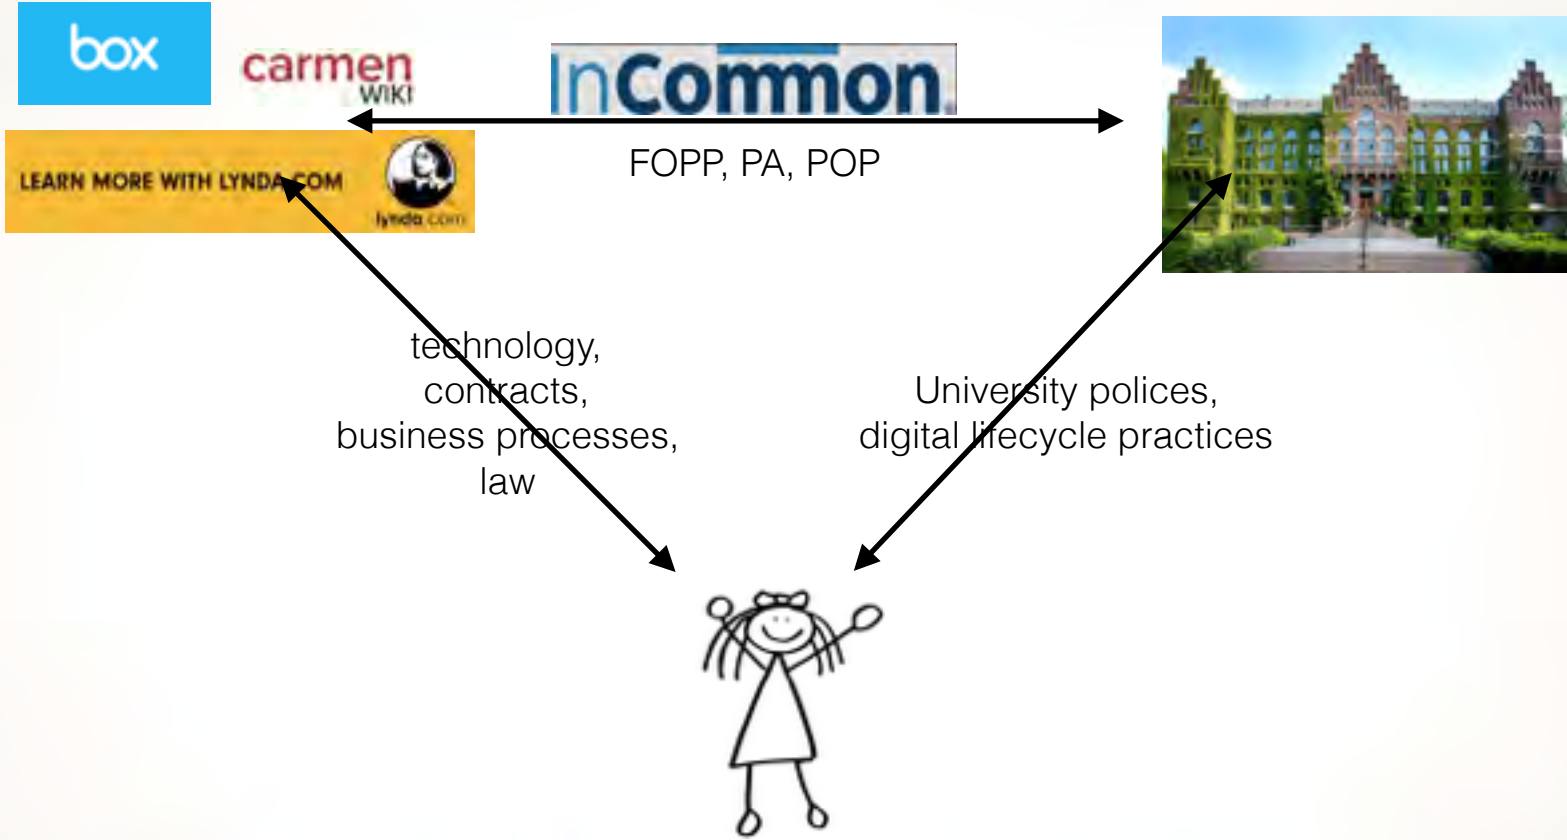 box
carmen
WIKI
InCommon
LEARN MORE WITH LYNDA.COM
lynda.com
FOPP, PA, POP
technology,
contracts,
business processes,
law
University polices,
digital lifecycle practices